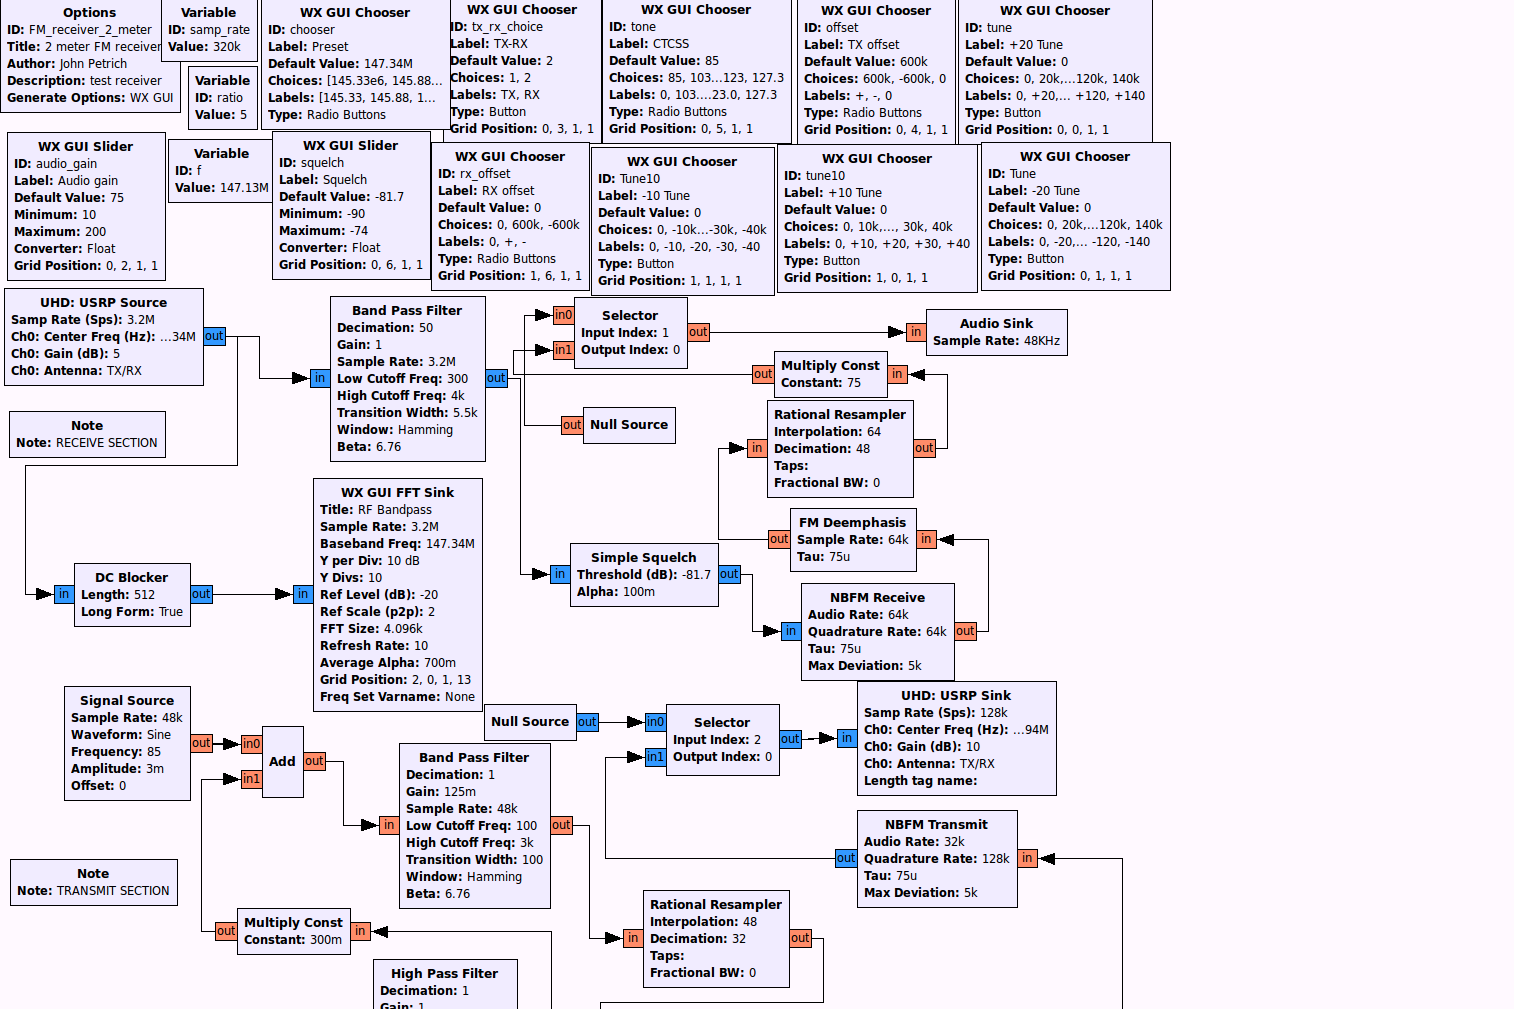 Options
ID: FM_receiver_2_meter
Title: 2 meter FM receiver
Author: John Petrich
Description: test receiver
Generate Options: WX GUI
Variable
ID: samp_rate
Value: 320k
Variable
ID: ratio
Value: 5
WX GUI Chooser
ID: chooser
Label: Preset
Default Value: 147.34M
Choices: [145.33e6, 145.88...
Labels: [145.33, 145.88, 1...
Type: Radio Buttons
WX GUI Chooser
ID: tx_rx_choice
Label: TX-RX
Default Value: 2
Choices: 1, 2
Labels: TX, RX
Type: Button
Grid Position: 0, 3, 1, 1
WX GUI Chooser
ID: tone
Label: CTCSS
Default Value: 85
Choices: 85, 103...123, 127.3
Labels: 0, 103....23.0, 127.3
Type: Radio Buttons
Grid Position: 0, 5, 1, 1
WX GUI Chooser
ID: offset
Label: TX offset
Default Value: 600k
Choices: 600k, -600k, 0
Labels: +, -, 0
Type: Radio Buttons
Grid Position: 0, 4, 1, 1
WX GUI Chooser
ID: tune
Label: +20 Tune
Default Value: 0
Choices: 0, 20k,...120k, 140k
Labels: 0, +20,... +120, +140
Type: Button
Grid Position: 0, 0, 1, 1
WX GUI Slider
ID: audio_gain
Label: Audio gain
Default Value: 75
Minimum: 10
Maximum: 200
Converter: Float
Grid Position: 0, 2, 1, 1
Variable
ID: f
Value: 147.13M
WX GUI Slider
ID: squelch
Label: Squelch
Default Value: -81.7
Minimum: -90
Maximum: -74
Converter: Float
Grid Position: 0, 6, 1, 1
WX GUI Chooser
ID: rx_offset
Label: RX offset
Default Value: 0
Choices: 0, 600k, -600k
Labels: 0, +, -
Type: Radio Buttons
Grid Position: 1, 6, 1, 1
WX GUI Chooser
ID: Tune10
Label: -10 Tune
Default Value: 0
Choices: 0, -10k...-30k, -40k
Labels: 0, -10, -20, -30, -40
Type: Button
Grid Position: 1, 1, 1, 1
WX GUI Chooser
ID: tune10
Label: +10 Tune
Default Value: 0
Choices: 0, 10k,..., 30k, 40k
Labels: 0, +10, +20, +30, +40
Type: Button
Grid Position: 1, 0, 1, 1
WX GUI Chooser
ID: Tune
Label: -20 Tune
Default Value: 0
Choices: 0, 20k,...120k, 140k
Labels: 0, -20,... -120, -140
Type: Button
Grid Position: 0, 1, 1, 1
UHD: USRP Source
Samp Rate (Sps): 3.2M
Ch0: Center Freq (Hz): ...34M
Ch0: Gain (dB): 5
Ch0: Antenna: TX/RX
out
Band Pass Filter
Decimation: 50
Gain: 1
Sample Rate: 3.2M
Low Cutoff Freq: 300
High Cutoff Freq: 4k
Transition Width: 5.5k
Window: Hamming
Beta: 6.76
in
out
Selector
Input Index: 1
Output Index: 0
in0
in1
out
Audio Sink
Sample Rate: 48KHz
in
Multiply Const
Constant: 75
out
in
Note
Note: RECEIVE SECTION
Null Source
out
Rational Resampler
Interpolation: 64
Decimation: 48
Taps:
Fractional BW: 0
in
out
WX GUI FFT Sink
Title: RF Bandpass
Sample Rate: 3.2M
Baseband Freq: 147.34M
Y per Div: 10 dB
Y Divs: 10
Ref Level (dB): -20
Ref Scale (p2p): 2
FFT Size: 4.096k
Refresh Rate: 10
Average Alpha: 700m
Grid Position: 2, 0, 1, 13
Freq Set Varname: None
in
FM Deemphasis
Sample Rate: 64k
Tau: 75u
out
in
DC Blocker
Length: 512
Long Form: True
in
out
Simple Squelch
Threshold (dB): -81.7
Alpha: 100m
in
out
NBFM Receive
Audio Rate: 64k
Quadrature Rate: 64k
Tau: 75u
Max Deviation: 5k
in
out
Signal Source
Sample Rate: 48k
Waveform: Sine
Frequency: 85
Amplitude: 3m
Offset: 0
out
Add
in0
in1
out
Null Source
out
Selector
Input Index: 2
Output Index: 0
in0
in1
out
UHD: USRP Sink
Samp Rate (Sps): 128k
Ch0: Center Freq (Hz): ...94M
Ch0: Gain (dB): 10
Ch0: Antenna: TX/RX
Length tag name:
in
Band Pass Filter
Decimation: 1
Gain: 125m
Sample Rate: 48k
Low Cutoff Freq: 100
High Cutoff Freq: 3k
Transition Width: 100
Window: Hamming
Beta: 6.76
in
out
NBFM Transmit
Audio Rate: 32k
Quadrature Rate: 128k
Tau: 75u
Max Deviation: 5k
out
in
Note
Note: TRANSMIT SECTION
Multiply Const
Constant: 300m
out
in
Rational Resampler
Interpolation: 48
Decimation: 32
Taps:
Fractional BW: 0
in
out
High Pass Filter
Decimation: 1
Gain: 1